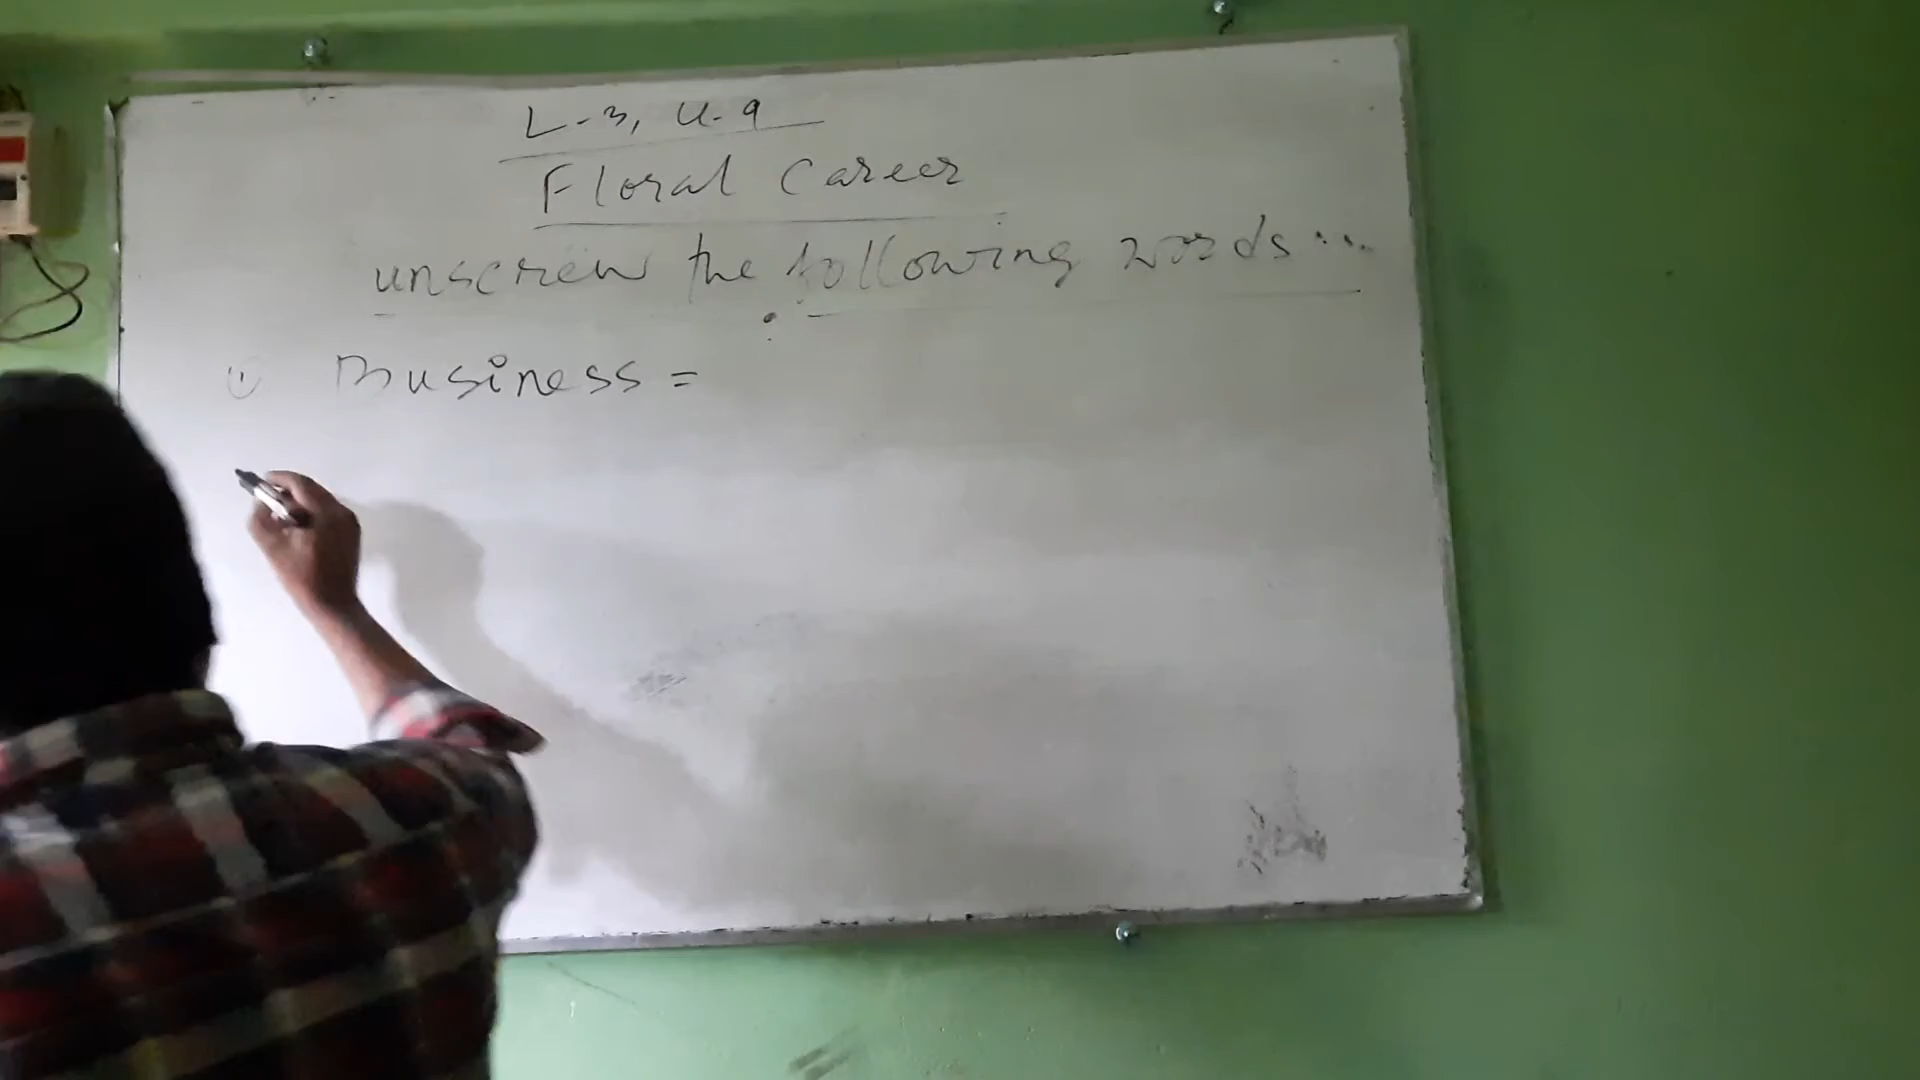 L-3, U-9
Floral Career
unscrew the following words...
① Business =